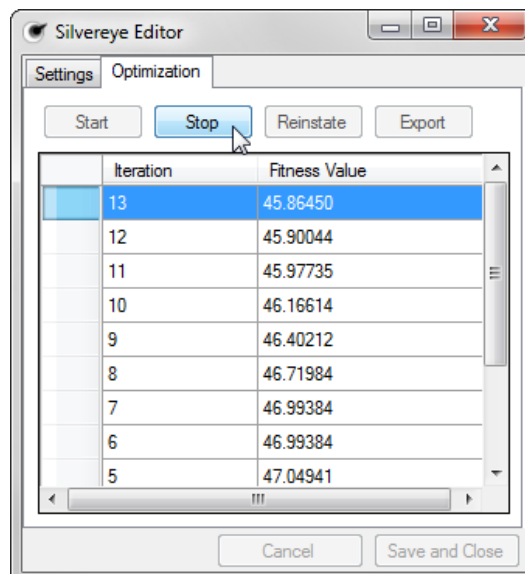 Silvereye Editor
Settings Optimization
Start Stop Reinstate Export
Iteration Fitness Value
13 45.86450
12 45.90044
11 45.97735
10 46.16614
9 46.40212
8 46.71984
7 46.99384
6 46.99384
5 47.04941
Cancel Save and Close